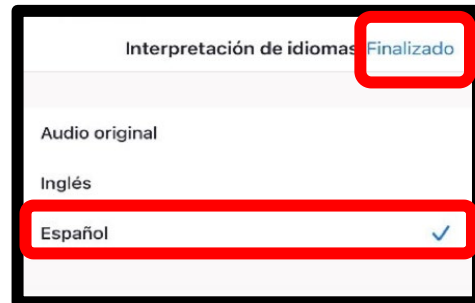 Interpretación de idiomas Finalizado
Audio original
Inglés
Español